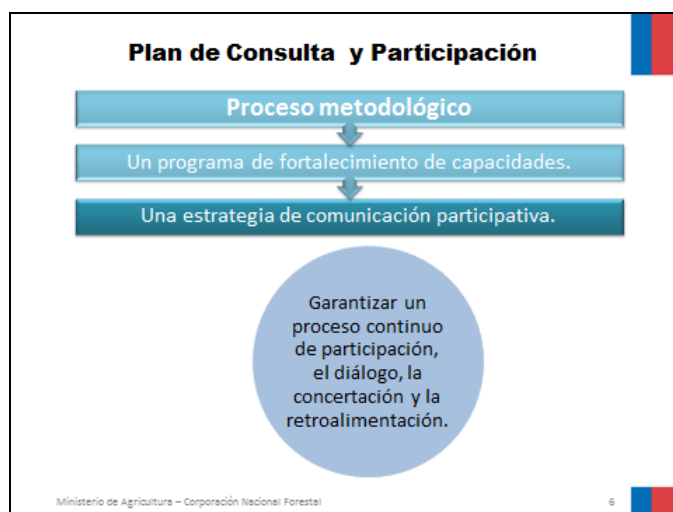 Plan de Consulta y Participación
Proceso metodológico
Un programa de fortalecimiento de capacidades.
Una estrategia de comunicación participativa.
Garantizar un
proceso continuo
de participación,
el diálogo, la
concertación y la
retroalimentación.
Ministerio de Agricultura – Corporación Nacional Forestal
6